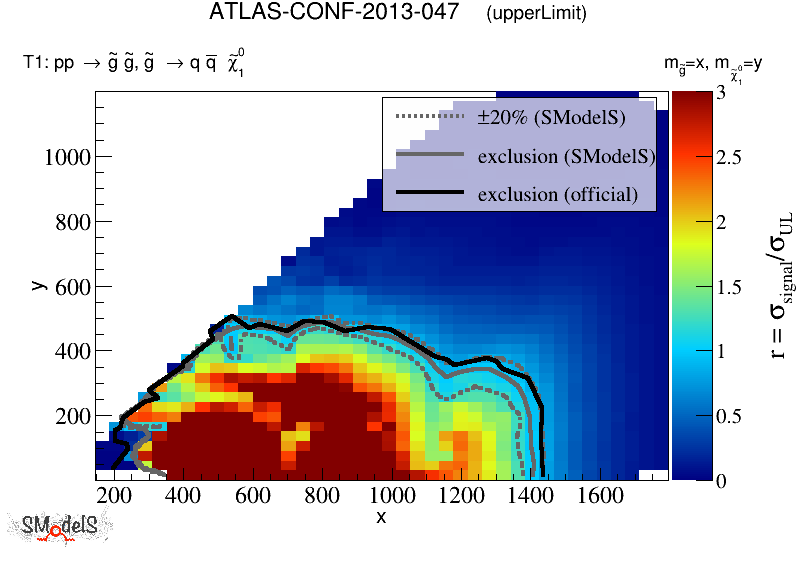 ATLAS-CONF-2013-047 (upperLimit)
T1: pp → g̃ g̃, g̃ → q q̅ χ̃₁⁰
m_g̃=x, m_χ̃₁⁰=y
±20% (SModelS)
exclusion (SModelS)
exclusion (official)
1000
800
600
400
200
y
200 400 600 800 1000 1200 1400 1600
x
3
2.5
2
1.5
1
0.5
0
r = σ_signal/σ_UL
SModelS